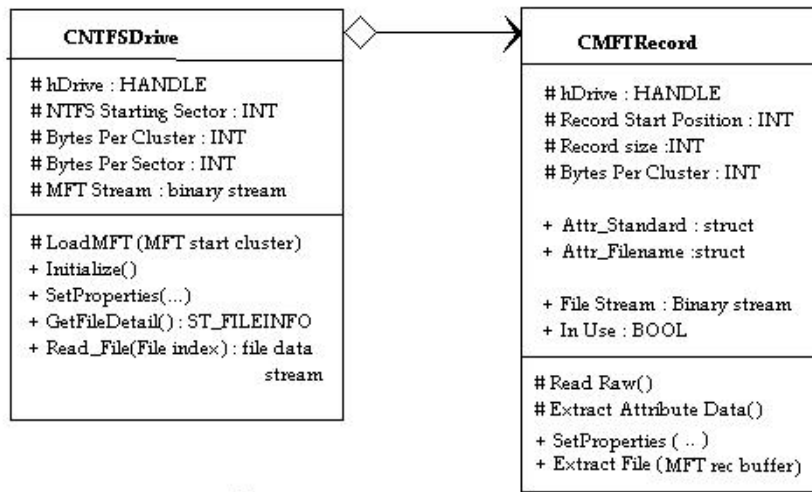 CNTFSDrive
# hDrive : HANDLE
# NTFS Starting Sector : INT
# Bytes Per Cluster : INT
# Bytes Per Sector : INT
# MFT Stream : binary stream
# LoadMFT (MFT start cluster)
+ Initialize()
+ SetProperties(...)
+ GetFileDetail() : ST_FILEINFO
+ Read_File(File index) : file data
stream
CMFTRecord
# hDrive : HANDLE
# Record Start Position : INT
# Record size :INT
# Bytes Per Cluster : INT
+ Attr_Standard : struct
+ Attr_Filename :struct
+ File Stream : Binary stream
+ In Use : BOOL
# Read Raw()
# Extract Attribute Data()
+ SetProperties ( .. )
+ Extract File (MFT rec buffer)